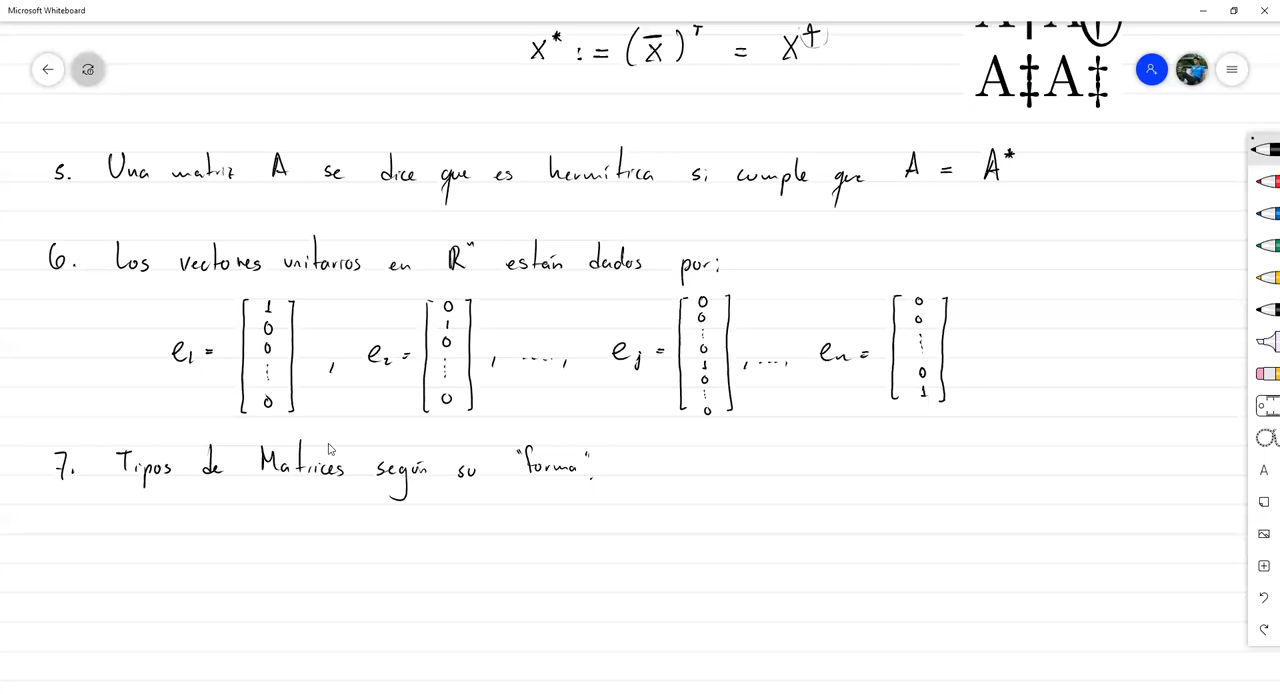 Microsoft Whiteboard
X* := (X̄)ᵀ = X†
A‡A‡
5. Una matriz A se dice que es hermítica si cumple que A = A*
6. Los vectores unitarios en ℝⁿ están dados por:
e₁ = [1 0 0 ⋮ 0], e₂ = [0 1 0 ⋮ 0], ....., eⱼ = [0 0 ⋮ 0 1 0 ⋮ 0], ...., eₙ = [0 0 ⋮ 0 1]
7. Tipos de Matrices según su "forma".
A